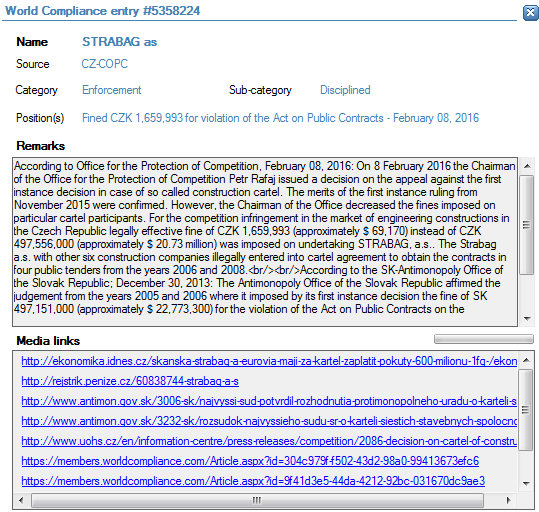 World Compliance entry #5358224
Name STRABAG as
Source CZ-COPC
Category Enforcement Sub-category Disciplined
Position(s) Fined CZK 1,659,993 for violation of the Act on Public Contracts - February 08, 2016
Remarks
According to Office for the Protection of Competition, February 08, 2016: On 8 February 2016 the Chairman
of the Office for the Protection of Competition Petr Rafaj issued a decision on the appeal against the first
instance decision in case of so called construction cartel. The merits of the first instance ruling from
November 2015 were confirmed. However, the Chairman of the Office decreased the fines imposed on
particular cartel participants. For the competition infringement in the market of engineering constructions in
the Czech Republic legally effective fine of CZK 1,659,993 (approximately $ 69,170) instead of CZK
497,556,000 (approximately $ 20.73 million) was imposed on undertaking STRABAG, a.s.. The Strabag
a.s. with other six construction companies illegally entered into cartel agreement to obtain the contracts in
four public tenders from the years 2006 and 2008.<br/><br/>According to the SK-Antimonopoly Office of
the Slovak Republic; December 30, 2013: The Antimonopoly Office of the Slovak Republic affirmed the
judgement from the years 2005 and 2006 where it imposed by its first instance decision the fine of SK
497,151,000 (approximately $ 22,773,300) for the violation of the Act on Public Contracts on the
Media links
http://ekonomika.idnes.cz/skanska-strabag-a-eurovia-maji-za-kartel-zaplatit-pokuty-600-milionu-1fq-/ekon
http://rejstrik.penize.cz/60838744-strabag-a-s
http://www.antimon.gov.sk/3006-sk/najvyssi-sud-potvrdil-rozhodnutia-protimonopolneho-uradu-o-karteli-s
http://www.antimon.gov.sk/3232-sk/rozsudok-najvyssieho-sudu-sr-o-karteli-siestich-stavebnych-spolocno
http://www.uohs.cz/en/information-centre/press-releases/competition/2086-decision-on-cartel-of-constru
https://members.worldcompliance.com/Article.aspx?id=304c979f-f502-43d2-98a0-99413673efc6
https://members.worldcompliance.com/Article.aspx?id=9f41d3e5-44da-4212-92bc-031670dc9ae3